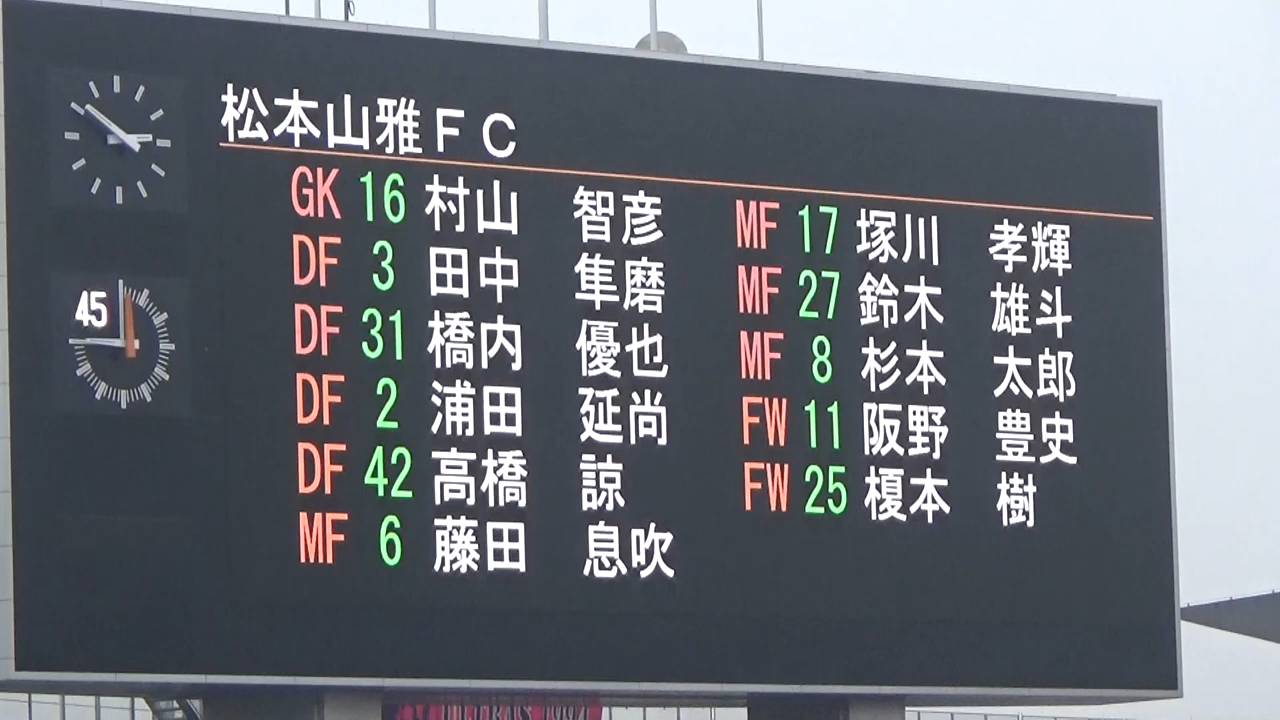 松本山雅FC
GK 16 村山 智彦
DF 3 田中 隼磨
DF 31 橋内 優也
DF 2 浦田 延尚
DF 42 高橋 諒
MF 6 藤田 息吹
MF 17 塚川 孝輝
MF 27 鈴木 雄斗
MF 8 杉本 太郎
FW 11 阪野 豊史
FW 25 榎本 樹
45
ULTRAS 1994